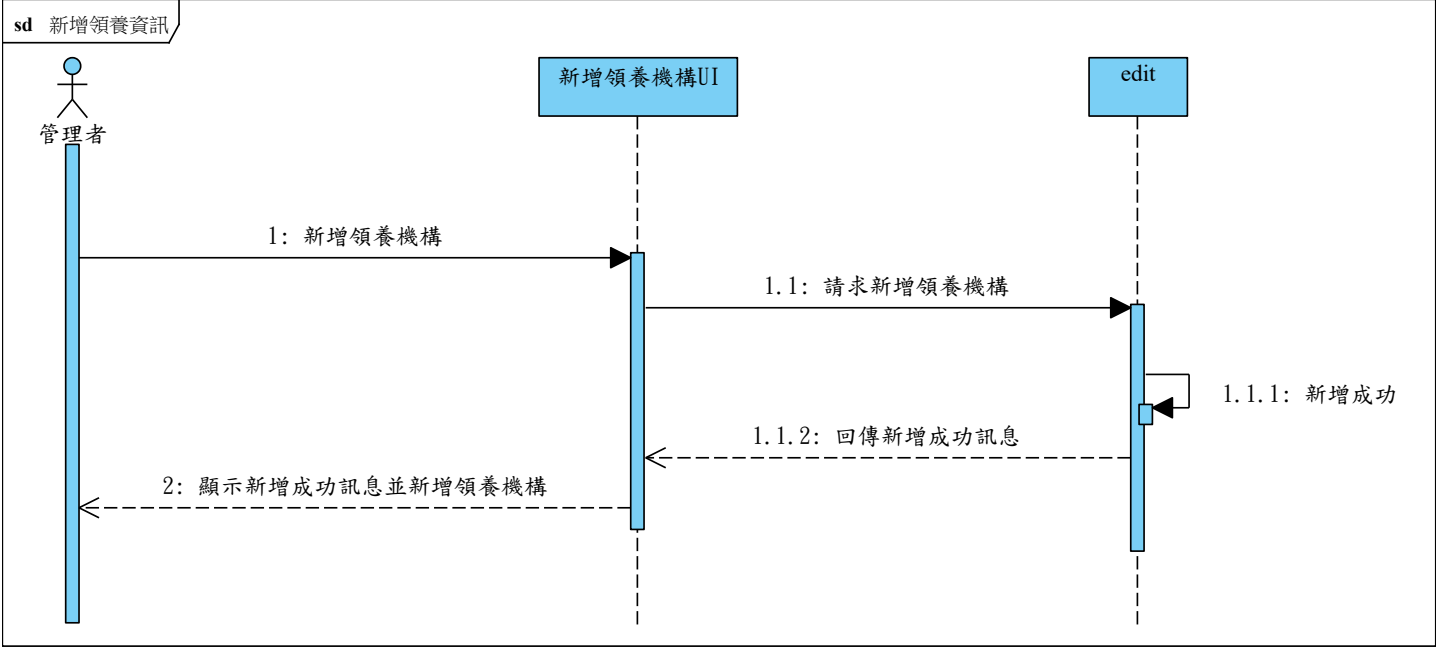 sd 新增領養資訊
管理者
新增領養機構UI
edit
1: 新增領養機構
1.1: 請求新增領養機構
1.1.1: 新增成功
1.1.2: 回傳新增成功訊息
2: 顯示新增成功訊息並新增領養機構